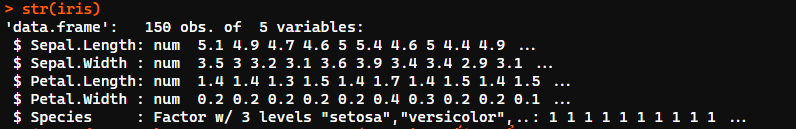 > str(iris)
'data.frame':   150 obs. of  5 variables:
 $ Sepal.Length: num  5.1 4.9 4.7 4.6 5 5.4 4.6 5 4.4 4.9 ...
 $ Sepal.Width : num  3.5 3 3.2 3.1 3.6 3.9 3.4 3.4 2.9 3.1 ...
 $ Petal.Length: num  1.4 1.4 1.3 1.5 1.4 1.7 1.4 1.5 1.4 1.5 ...
 $ Petal.Width : num  0.2 0.2 0.2 0.2 0.2 0.4 0.3 0.2 0.2 0.1 ...
 $ Species     : Factor w/ 3 levels "setosa","versicolor",..: 1 1 1 1 1 1 1 1 1 1 ...